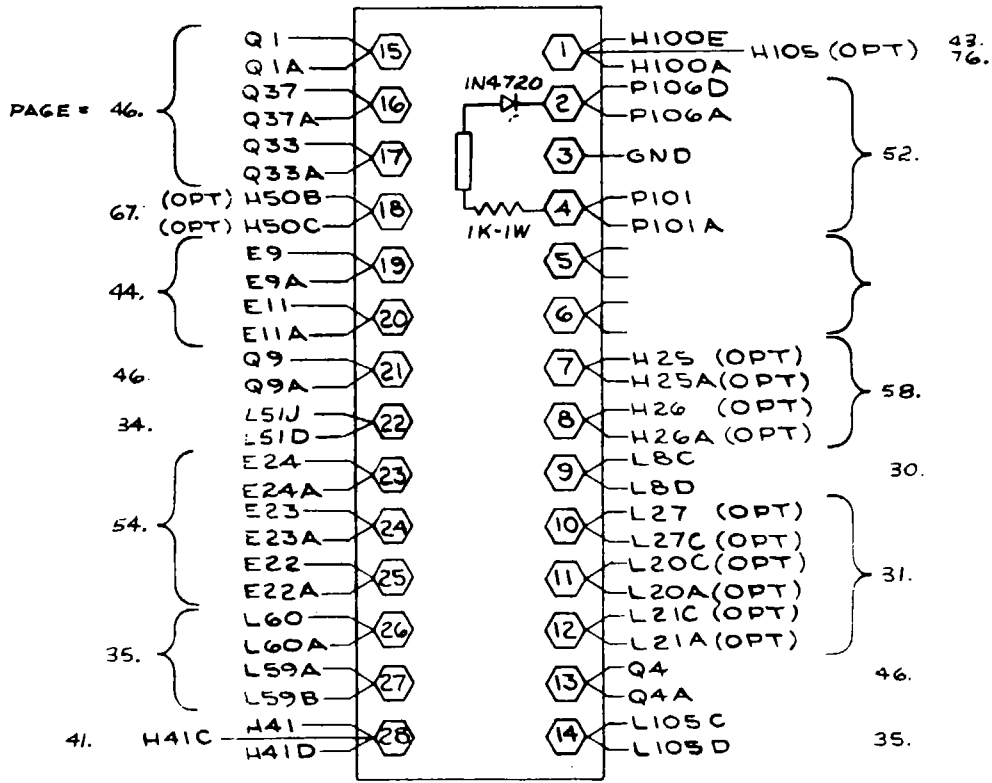 Q1
Q1A
15
PAGE = 46.
Q37
Q37A
16
Q33
Q33A
17
67.
(OPT) H50B
(OPT) H50C
18
44.
E9
E9A
19
E11
E11A
20
46.
Q9
Q9A
21
34.
L51J
L51D
22
54.
E24
E24A
23
E23
E23A
24
E22
E22A
25
35.
L60
L60A
26
L59A
L59B
27
41.
H41C
H41
H41D
28
1
H100E
H105 (OPT)
H100A
43.
76.
1N4720
2
P106D
P106A
3
GND
52.
4
P101
P101A
1K-1W
5
6
7
H25 (OPT)
H25A (OPT)
8
H26 (OPT)
H26A (OPT)
58.
9
L8C
L8D
30.
10
L27 (OPT)
L27C (OPT)
11
L20C (OPT)
L20A (OPT)
12
L21C (OPT)
L21A (OPT)
31.
13
Q4
Q4A
46.
14
L105C
L105D
35.